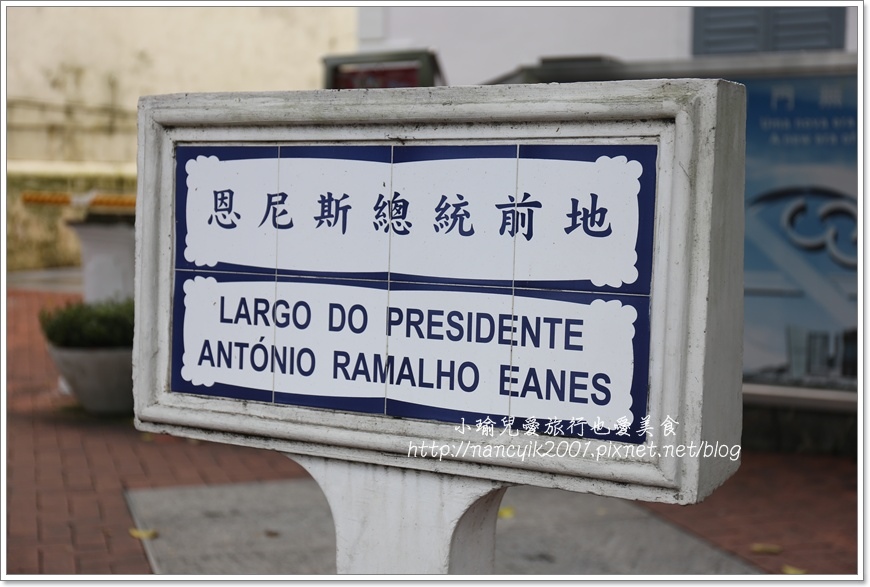 恩尼斯總統前地
LARGO DO PRESIDENTE
ANTÓNIO RAMALHO EANES
小瑜兒愛旅行也愛美食
http://nancyik2007.pixnet.net/blog